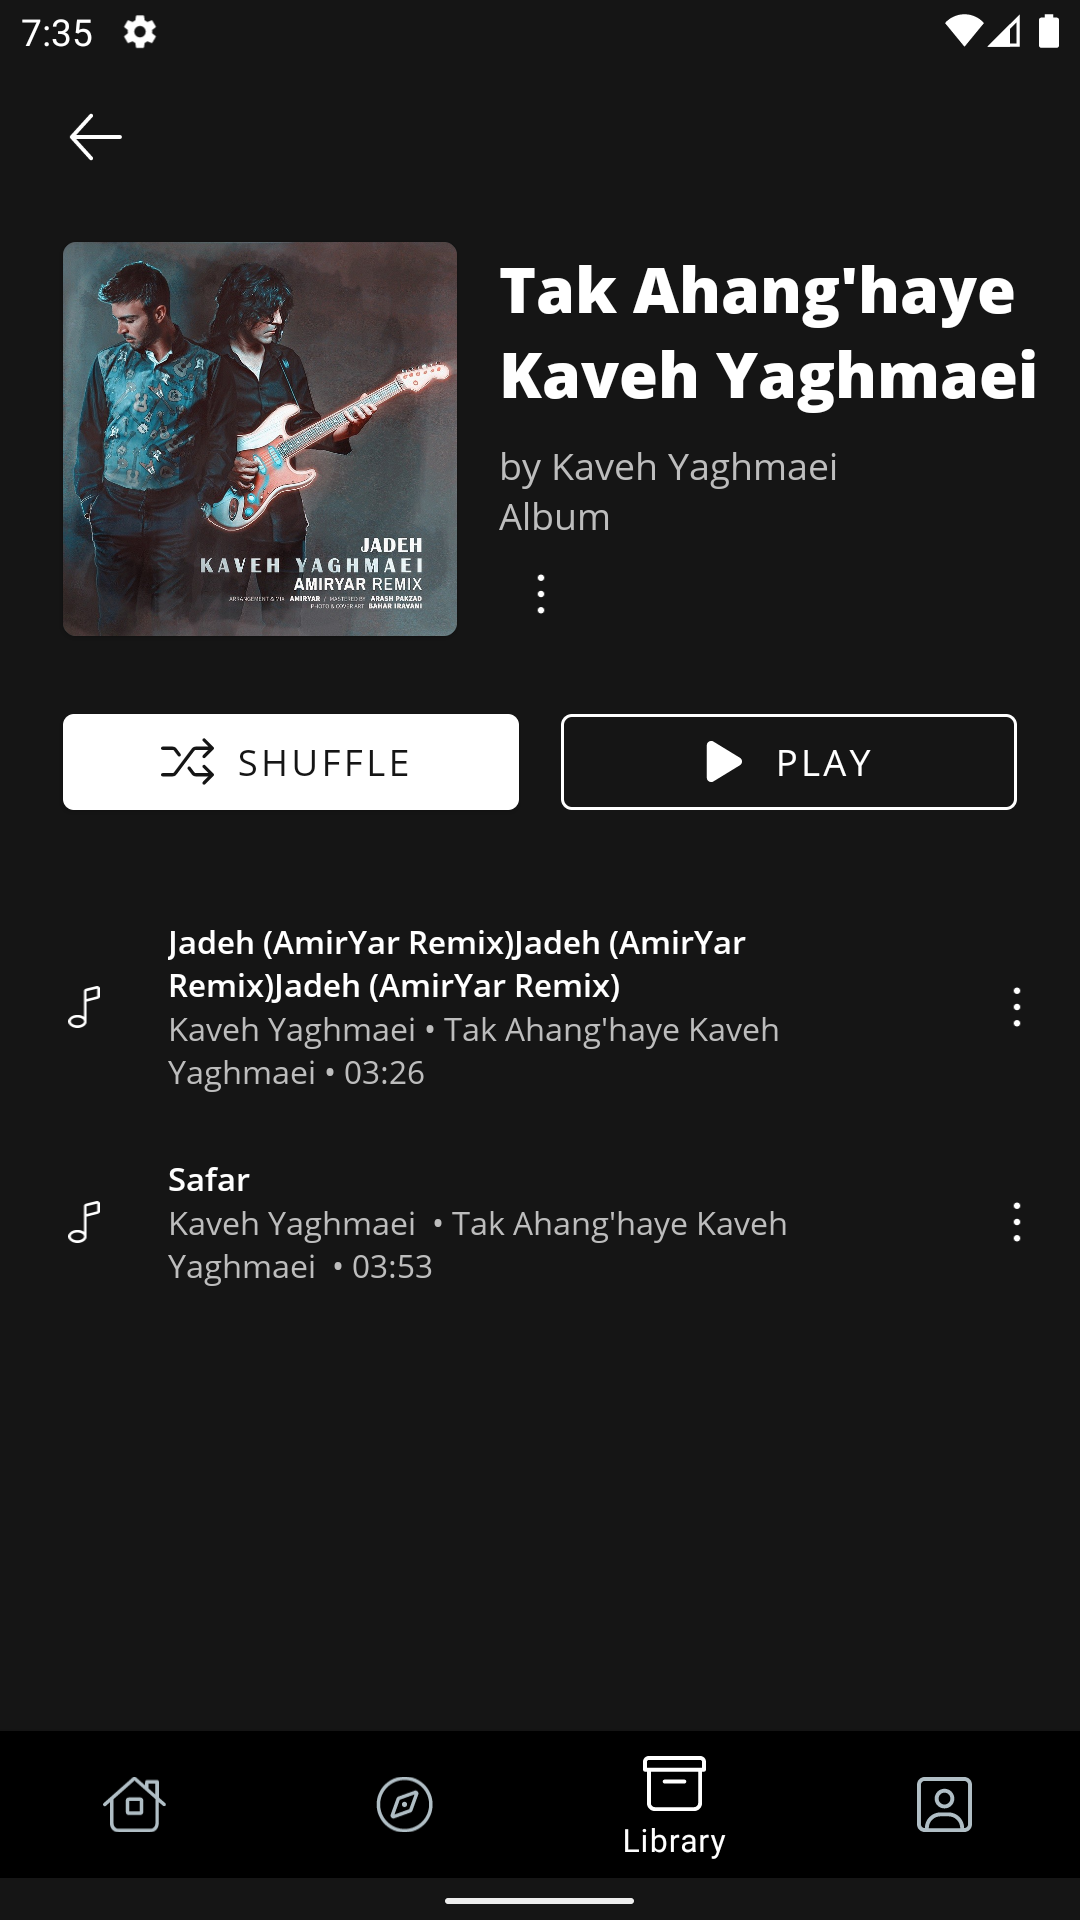 7:35
Tak Ahang'haye
Kaveh Yaghmaei
by Kaveh Yaghmaei
Album
JADEH
KAVEH YAGHMAEI
AMIRYAR REMIX
ARRANGEMENT & MIX AMIRYAR / MASTERED BY ARASH PAKZAD
PHOTO & COVER ART BAHAR IRAVANI
SHUFFLE
PLAY
Jadeh (AmirYar Remix)Jadeh (AmirYar
Remix)Jadeh (AmirYar Remix)
Kaveh Yaghmaei • Tak Ahang'haye Kaveh
Yaghmaei • 03:26
Safar
Kaveh Yaghmaei • Tak Ahang'haye Kaveh
Yaghmaei • 03:53
Library